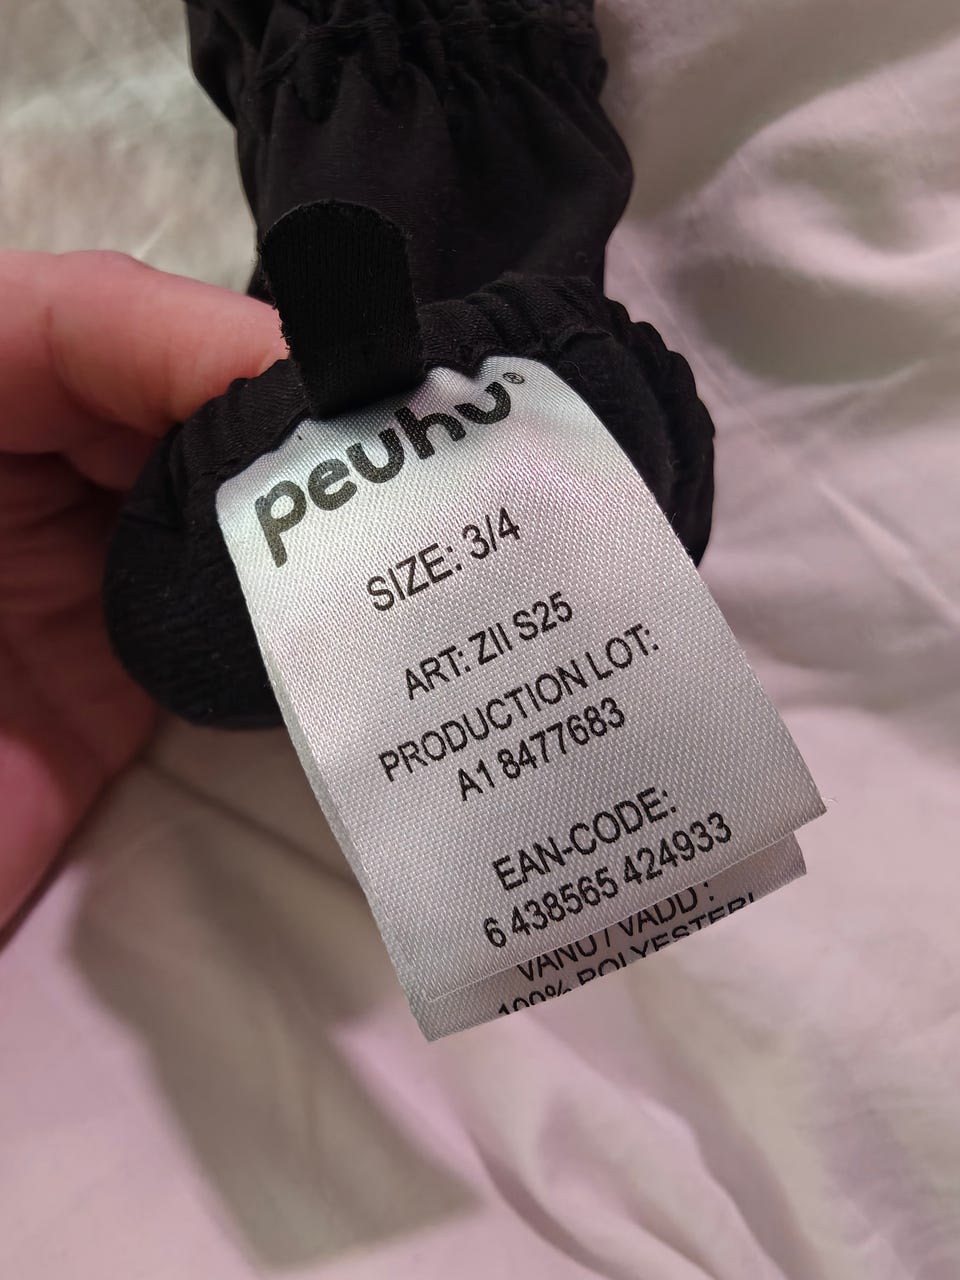 peuhu®
SIZE: 3/4
ART: ZII S25
PRODUCTION LOT:
A1 8477683
EAN-CODE:
6 438565 424933
VANU / VADD :
100% POLYESTERI